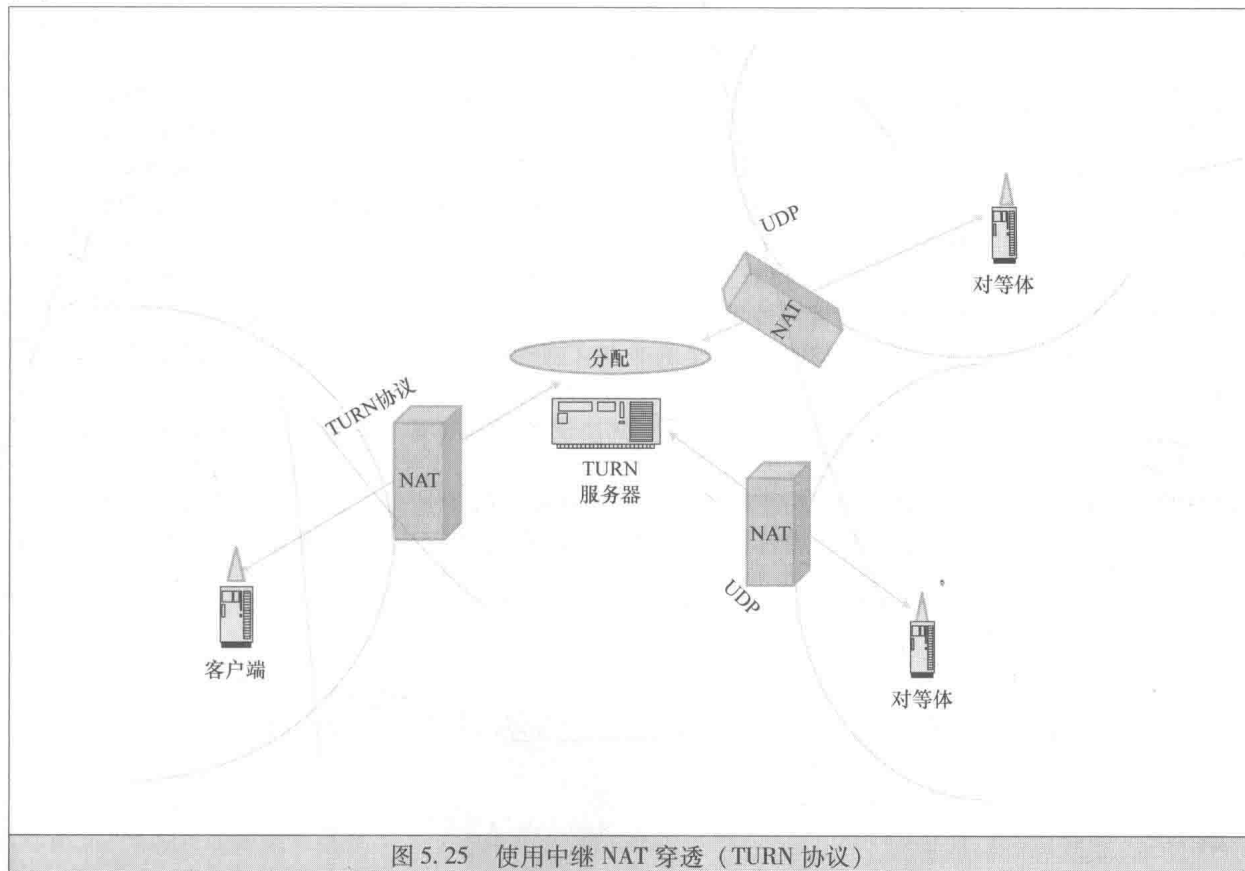 UDP
对等体
NAT
分配
TURN协议
NAT
TURN
服务器
NAT
UDP
客户端
对等体
图 5.25 使用中继 NAT 穿透（TURN 协议）